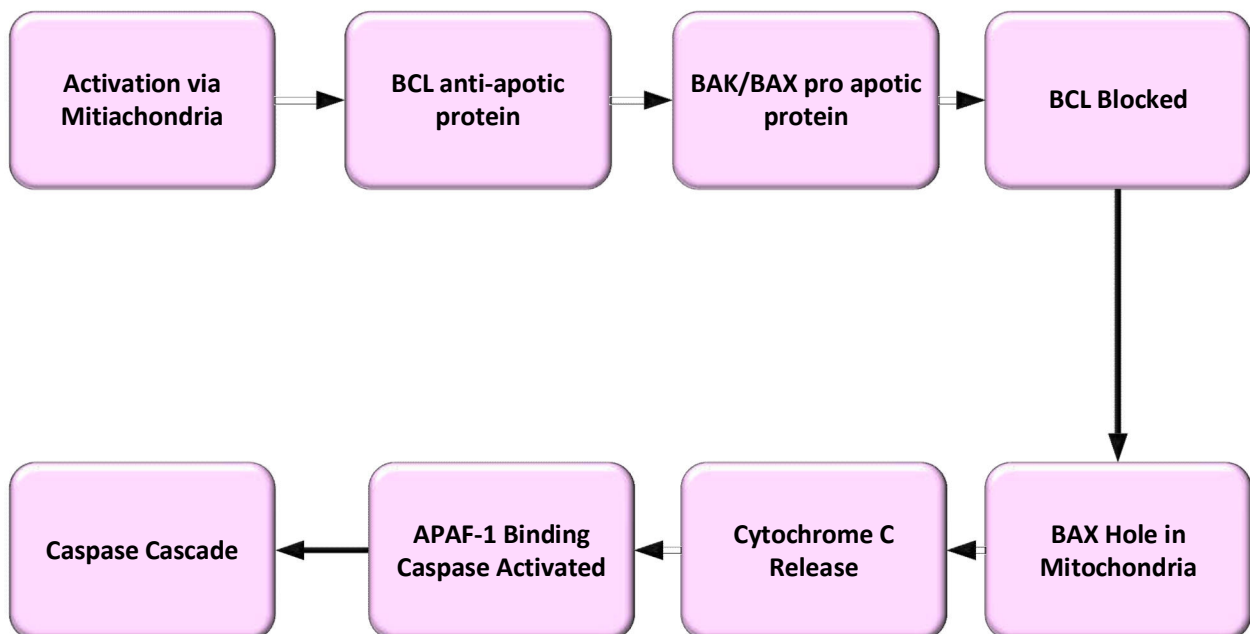 Activation via
Mitiachondria
BCL anti-apotic
protein
BAK/BAX pro apotic
protein
BCL Blocked
BAX Hole in
Mitochondria
Cytochrome C
Release
APAF-1 Binding
Caspase Activated
Caspase Cascade